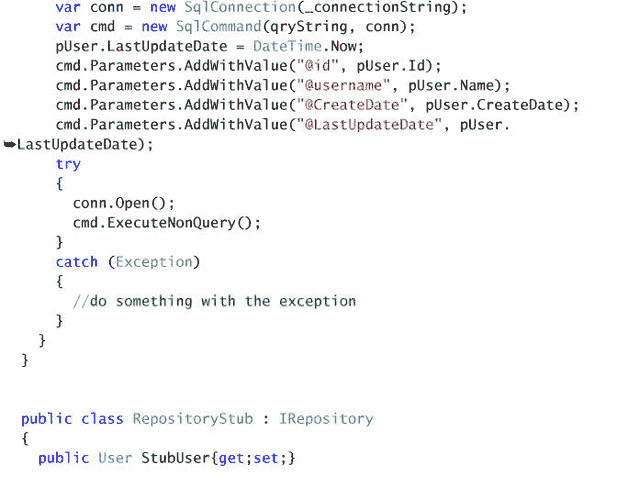 var conn = new SqlConnection(_connectionString);
var cmd = new SqlCommand(qryString, conn);
pUser.LastUpdateDate = DateTime.Now;
cmd.Parameters.AddWithValue("@id", pUser.Id);
cmd.Parameters.AddWithValue("@username", pUser.Name);
cmd.Parameters.AddWithValue("@CreateDate", pUser.CreateDate);
cmd.Parameters.AddWithValue("@LastUpdateDate", pUser.
➥LastUpdateDate);
try
{
conn.Open();
cmd.ExecuteNonQuery();
}
catch (Exception)
{
//do something with the exception
}
}
}
public class RepositoryStub : IRepository
{
public User StubUser{get;set;}